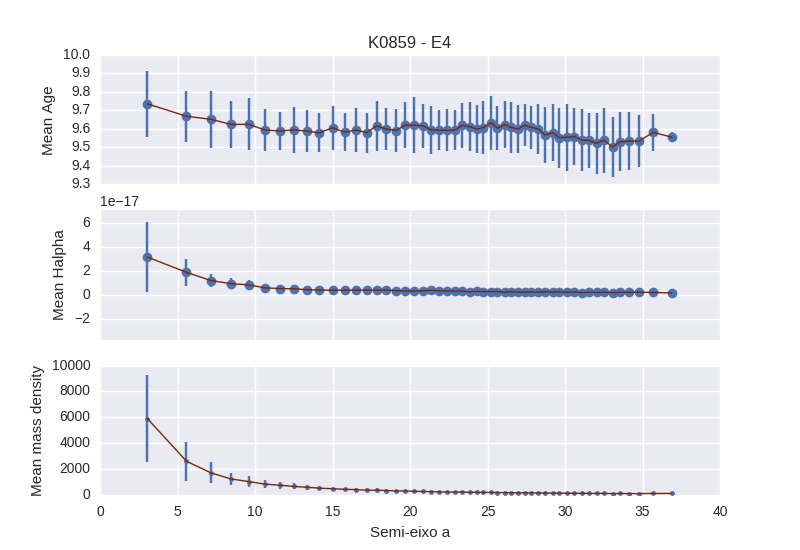 K0859 - E4
Mean Age
10.0
9.9
9.8
9.7
9.6
9.5
9.4
9.3
1e−17
Mean Halpha
6
4
2
0
−2
Mean mass density
10000
8000
6000
4000
2000
0
0 5 10 15 20 25 30 35 40
Semi-eixo a